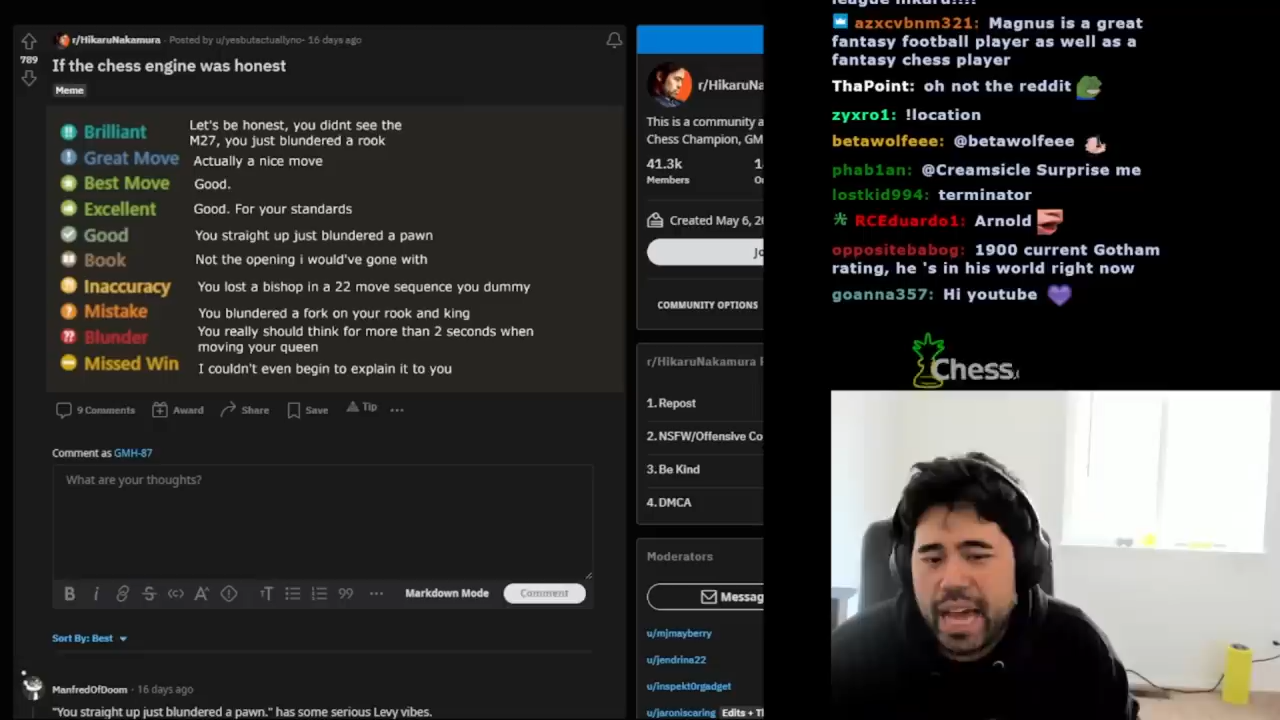 r/HikaruNakamura · Posted by u/yesbutactuallyno- 16 days ago
789
If the chess engine was honest
Meme
Brilliant Let's be honest, you didnt see the
M27, you just blundered a rook
Great Move Actually a nice move
Best Move Good.
Excellent Good. For your standards
Good You straight up just blundered a pawn
Book Not the opening i would've gone with
Inaccuracy You lost a bishop in a 22 move sequence you dummy
Mistake You blundered a fork on your rook and king
Blunder You really should think for more than 2 seconds when
moving your queen
Missed Win I couldn't even begin to explain it to you
9 Comments Award Share Save Tip ...
Comment as GMH-87
What are your thoughts?
Markdown Mode Comment
Sort By: Best
ManfredOfDoom · 16 days ago
"You straight up just blundered a pawn." has some serious Levy vibes.
r/HikaruNa
This is a community a
Chess Champion, GM
41.3k
Members
Created May 6, 20
Jo
COMMUNITY OPTIONS
r/HikaruNakamura R
1. Repost
2. NSFW/Offensive Co
3. Be Kind
4. DMCA
Moderators
Messag
u/mjmayberry
u/jendrina22
u/inspekt0rgadget
u/jaroniscaring Edits + Th
league hikaru!!!!
azxcvbnm321: Magnus is a great
fantasy football player as well as a
fantasy chess player
ThaPoint: oh not the reddit
zyxro1: !location
betawolfeee: @betawolfeee
phab1an: @Creamsicle Surprise me
lostkid994: terminator
RCEduardo1: Arnold
oppositebabog: 1900 current Gotham
rating, he 's in his world right now
goanna357: Hi youtube
Chess.